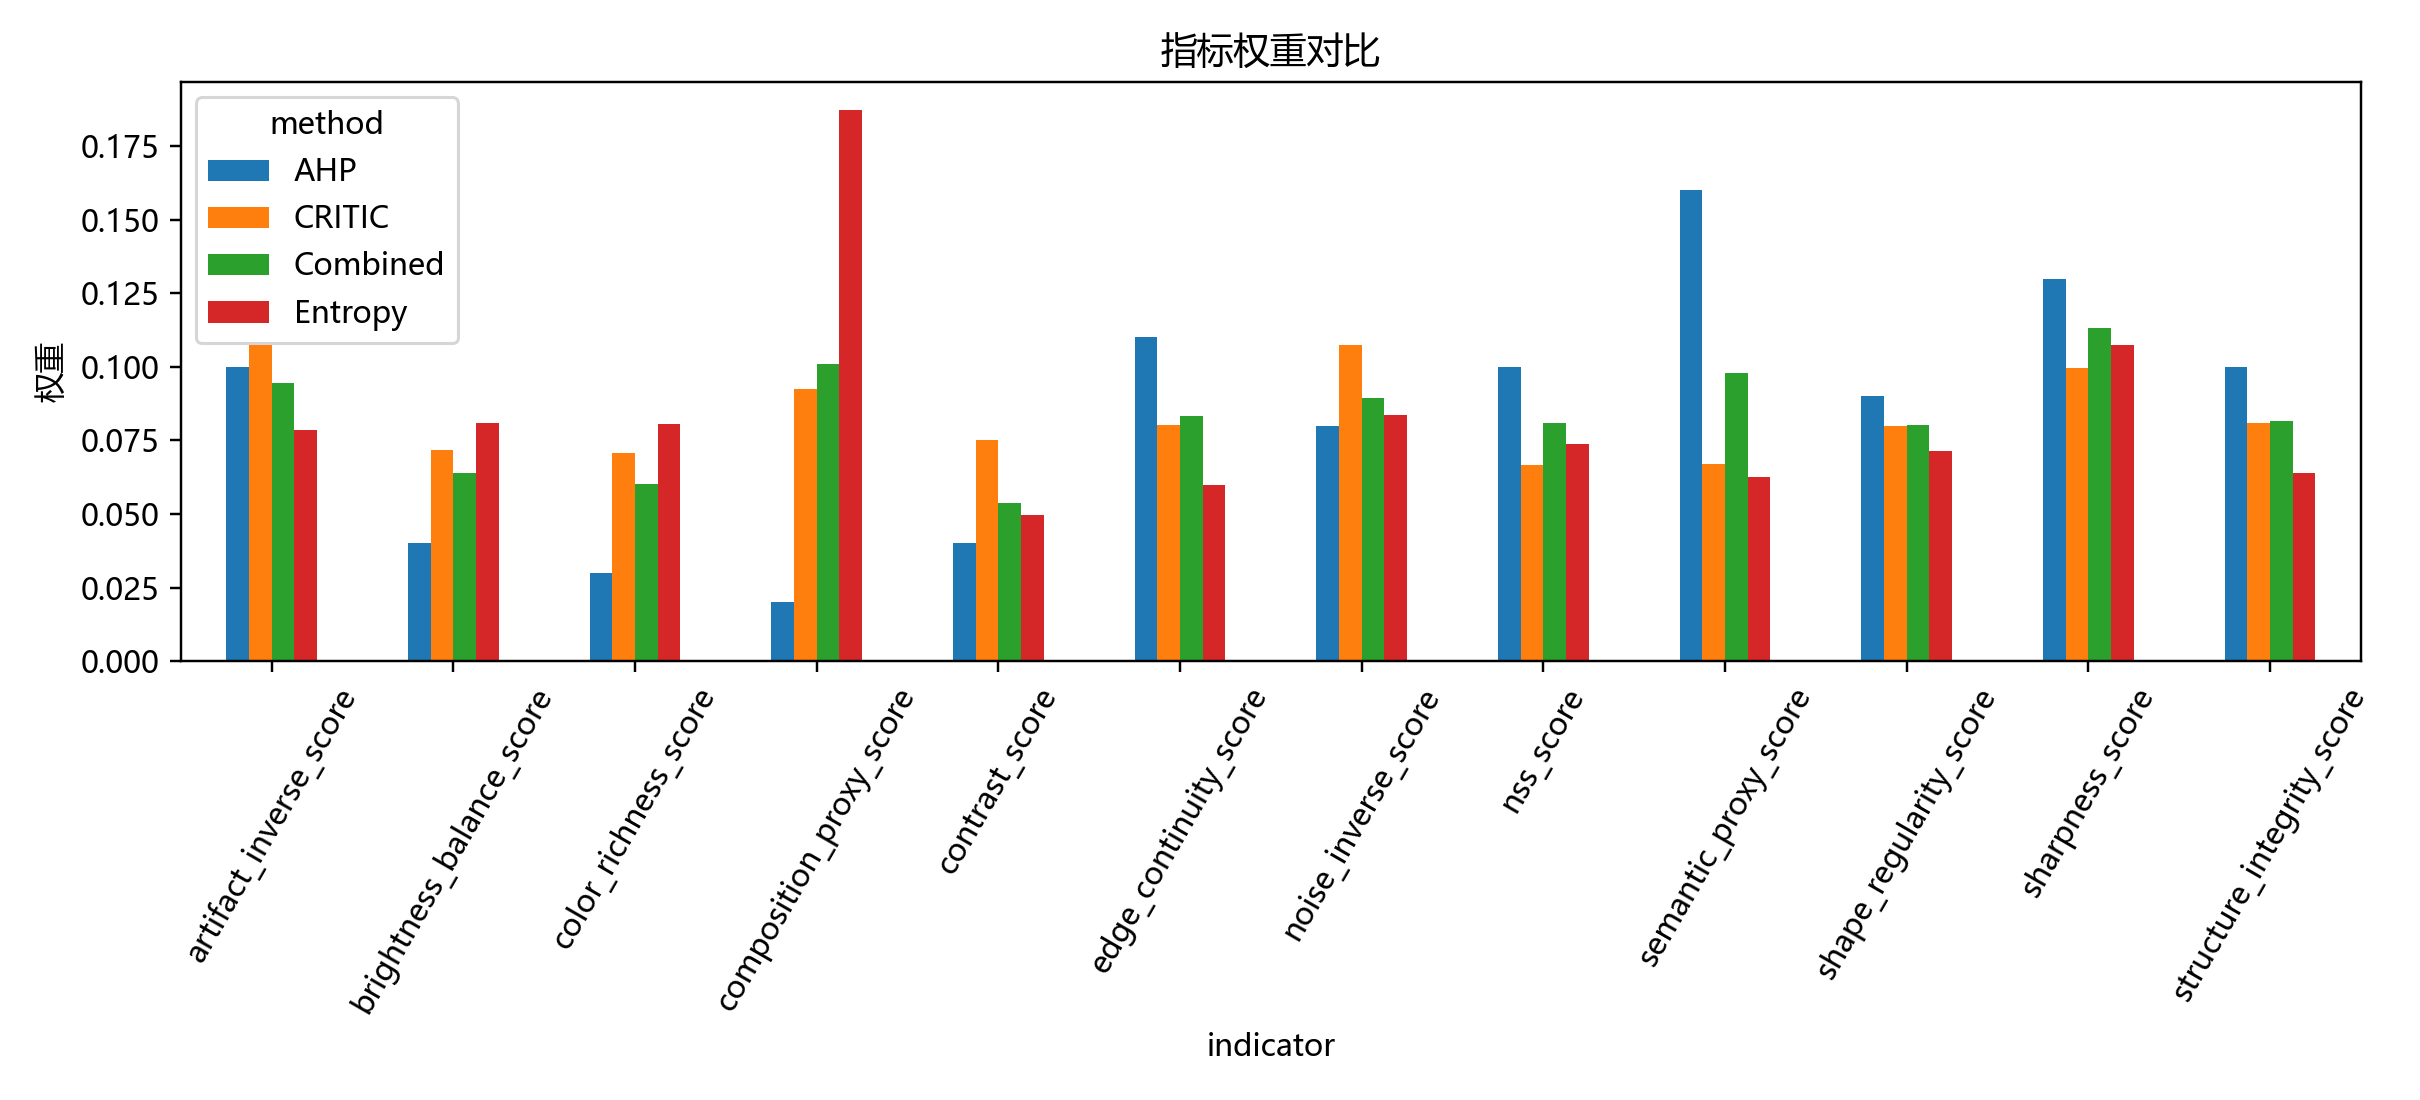 指标权重对比
method
AHP
CRITIC
Combined
Entropy
权重
0.175
0.150
0.125
0.100
0.075
0.050
0.025
0.000
artifact_inverse_score
brightness_balance_score
color_richness_score
composition_proxy_score
contrast_score
edge_continuity_score
noise_inverse_score
nss_score
semantic_proxy_score
shape_regularity_score
sharpness_score
structure_integrity_score
indicator